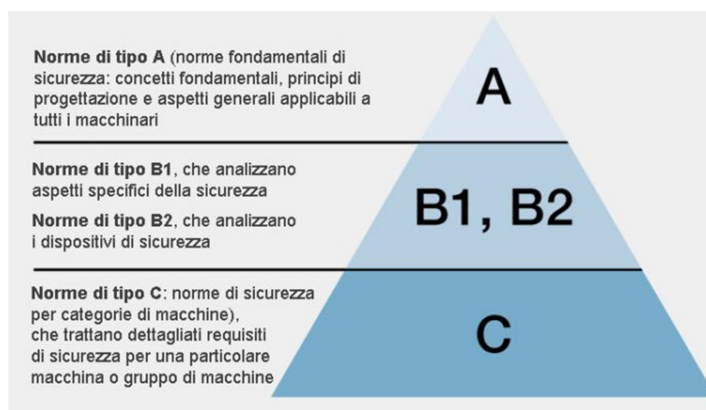 Norme di tipo A (norme fondamentali di
sicurezza: concetti fondamentali, principi di
progettazione e aspetti generali applicabili a
tutti i macchinari
A
Norme di tipo B1, che analizzano
aspetti specifici della sicurezza
Norme di tipo B2, che analizzano
i dispositivi di sicurezza
B1, B2
Norme di tipo C: norme di sicurezza
per categorie di macchine),
che trattano dettagliati requisiti
di sicurezza per una particolare
macchina o gruppo di macchine
C